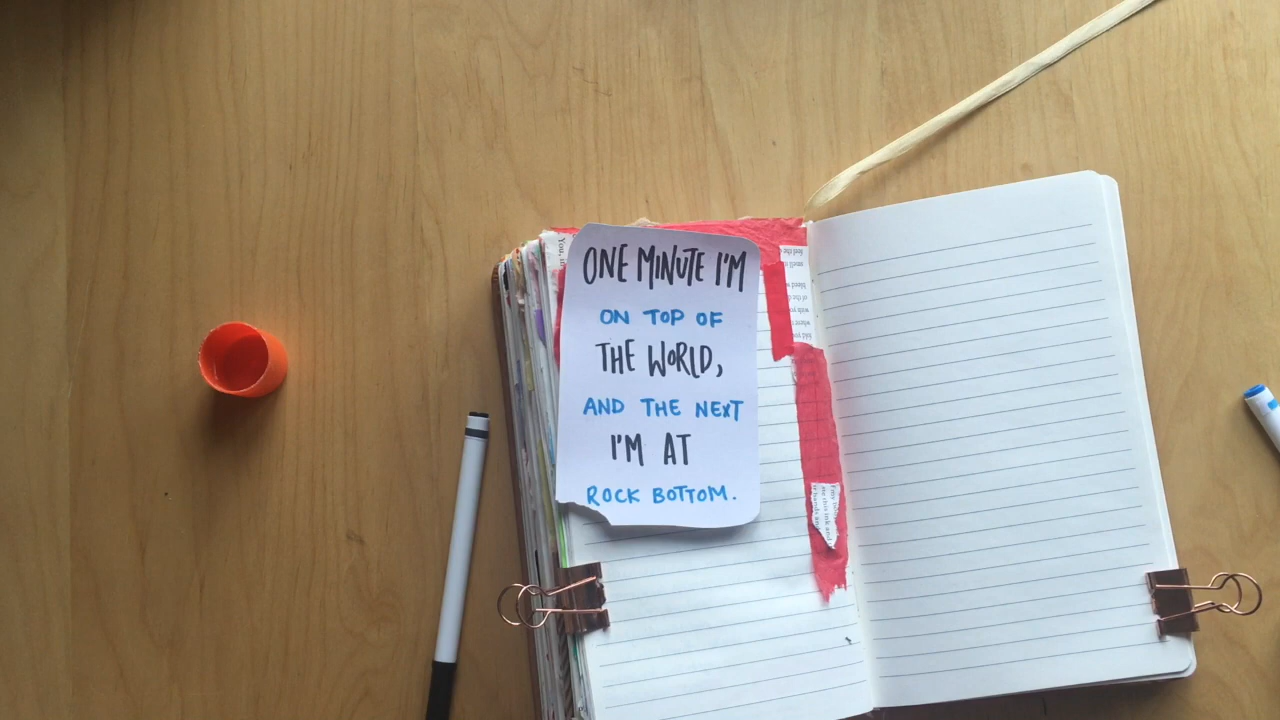 ONE MINUTE I'M
ON TOP OF
THE WORLD,
AND THE NEXT
I'M AT
ROCK BOTTOM.